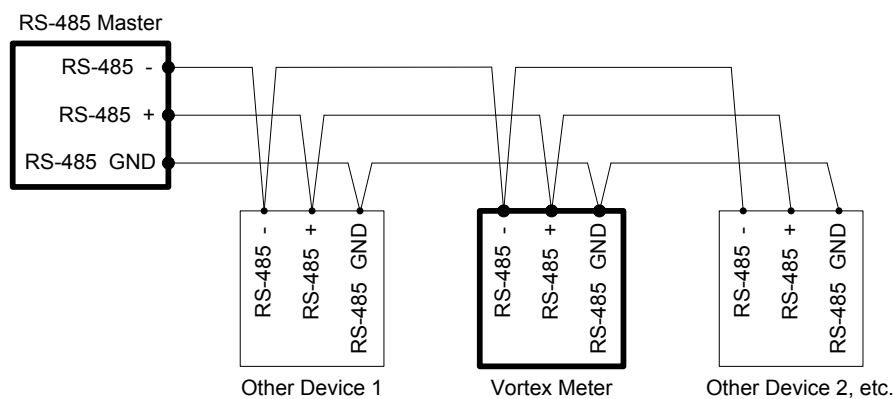 RS-485 Master
RS-485 -
RS-485 +
RS-485 GND
RS-485 -
RS-485 +
RS-485 GND
RS-485 -
RS-485 +
RS-485 GND
RS-485 -
RS-485 +
RS-485 GND
Other Device 1
Vortex Meter
Other Device 2, etc.